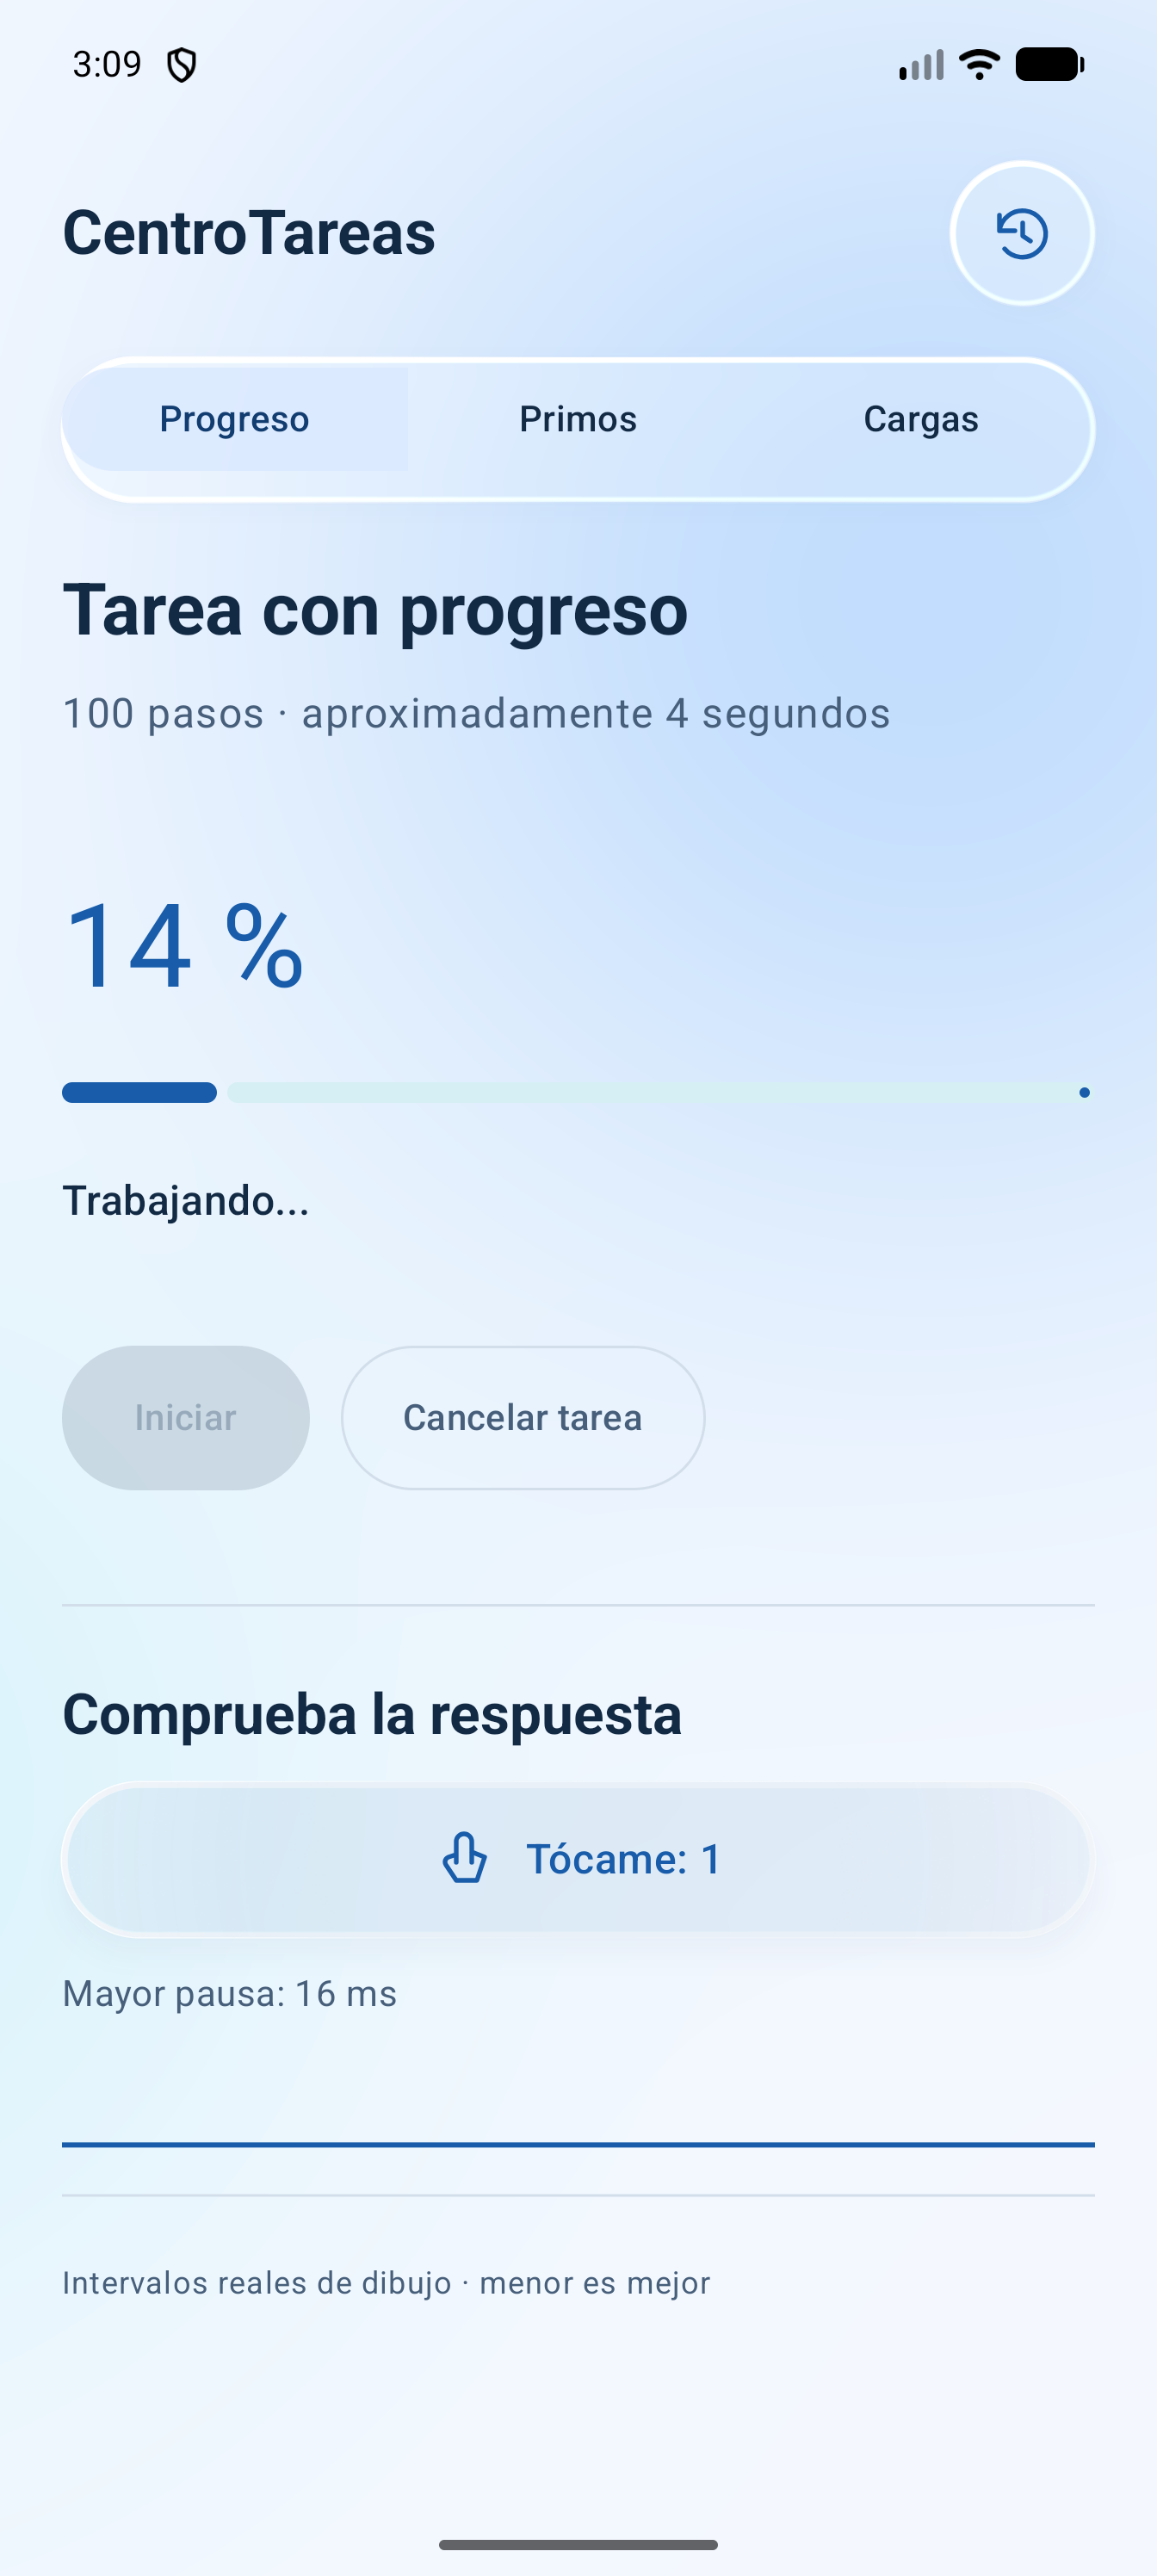 3:09
CentroTareas
Progreso Primos Cargas
Tarea con progreso
100 pasos · aproximadamente 4 segundos
14 %
Trabajando...
Iniciar Cancelar tarea
Comprueba la respuesta
Tócame: 1
Mayor pausa: 16 ms
Intervalos reales de dibujo · menor es mejor